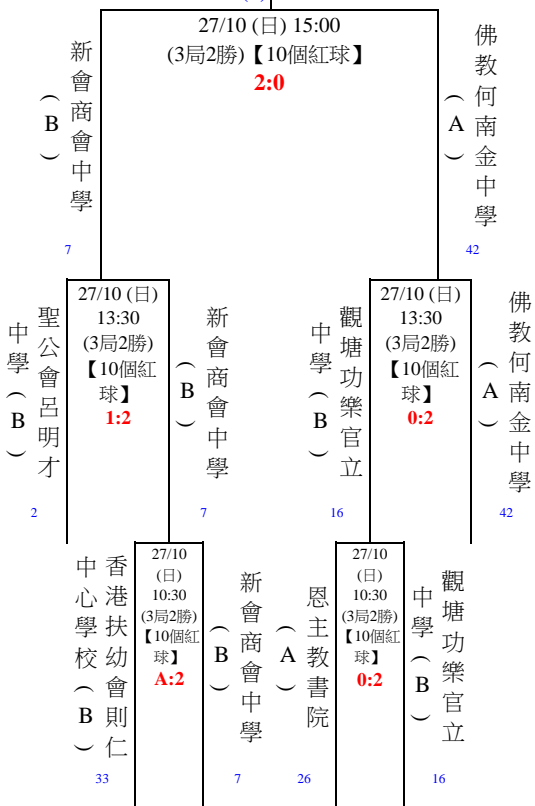 27/10 (日) 15:00
(3局2勝)【10個紅球】
2:0
新會商會中學（B）
7
佛教何南金中學（A）
42
聖公會呂明才
中學（B）
2
27/10 (日)
13:30
(3局2勝)
【10個紅
球】
1:2
新會商會中學（B）
7
觀塘功樂官立
中學（B）
16
27/10 (日)
13:30
(3局2勝)
【10個紅
球】
0:2
佛教何南金中學（A）
42
香港扶幼會則仁
中心學校（B）
33
27/10
(日)
10:30
(3局2勝)
【10個紅
球】
A:2
新會商會中學（B）
7
恩主教書院（A）
26
27/10
(日)
10:30
(3局2勝)
【10個紅
球】
0:2
觀塘功樂官立
中學（B）
16